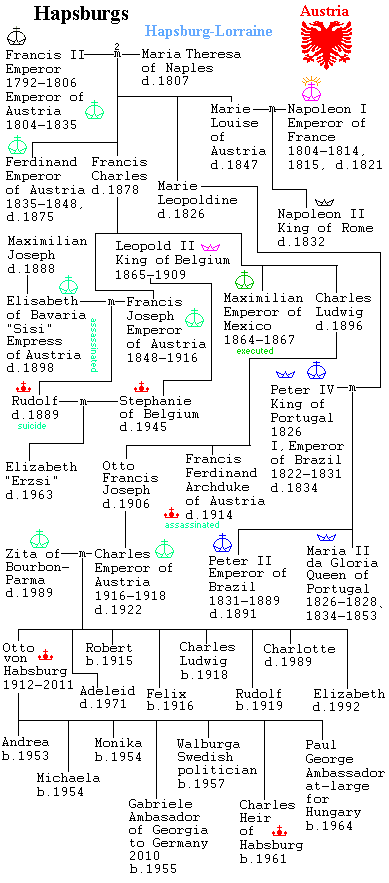 Hapsburgs
Hapsburg-Lorraine
Austria
Francis II
Emperor
1792–1806
Emperor of
Austria
1804–1835
2
m
Maria Theresa
of Naples
d.1807
Marie
Louise
of
Austria
d.1847
m
Napoleon I
Emperor of
France
1804–1814,
1815, d.1821
Ferdinand
Emperor
of Austria
1835–1848,
d.1875
Francis
Charles
d.1878
Marie
Leopoldine
d.1826
Napoleon II
King of Rome
d.1832
Maximilian
Joseph
d.1888
Leopold II
King of Belgium
1865–1909
Elisabeth
of Bavaria
"Sisi"
Empress
of Austria
d.1898
assassinated
m
Francis
Joseph
Emperor of
Austria
1848–1916
Maximilian
Emperor of
Mexico
1864–1867
executed
Charles
Ludwig
d.1896
Rudolf
d.1889
suicide
m
Stephanie
of Belgium
d.1945
Peter IV
King of
Portugal
1826
I, Emperor
of Brazil
1822–1831
d.1834
m
Elizabeth
"Erzsi"
d.1963
Otto
Francis
Joseph
d.1906
Francis
Ferdinand
Archduke
of Austria
d.1914
assassinated
Zita of
Bourbon-
Parma
d.1989
m
Charles
Emperor of
Austria
1916–1918
d.1922
Peter II
Emperor of
Brazil
1831–1889
d.1891
Maria II
da Gloria
Queen of
Portugal
1826–1828,
1834–1853
Otto
von
Habsburg
1912–2011
Robert
b.1915
Charles
Ludwig
b.1918
Charlotte
d.1989
Adeleid
d.1971
Felix
b.1916
Rudolf
b.1919
Elizabeth
d.1992
Andrea
b.1953
Michaela
b.1954
Monika
b.1954
Walburga
Swedish
politician
b.1957
Paul
George
Ambassador
at-large
for
Hungary
b.1964
Gabriele
Ambasador
of Georgia
to Germany
2010
b.1955
Charles
Heir
of
Habsburg
b.1961